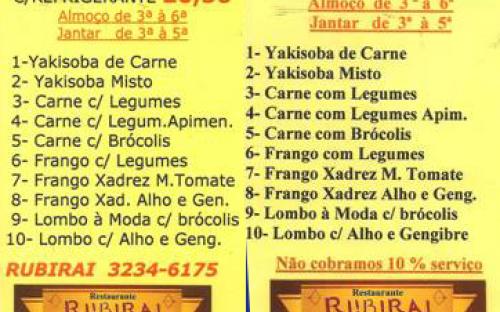 C/REFRIGERANTE
Almoço de 3ª à 6ª
Jantar de 3ª à 5ª
1-Yakisoba de Carne
2- Yakisoba Misto
3- Carne c/ Legumes
4- Carne c/ Legum.Apimen.
5- Carne c/ Brócolis
6- Frango c/ Legumes
7- Frango Xadrez M.Tomate
8- Frango Xad. Alho e Gen.
9- Lombo à Moda c/ brócolis
10- Lombo c/ Alho e Geng.
RUBIRAI 3234-6175
Restaurante
RUBIRAI
Almoço de 3ª à 6ª
Jantar de 3ª à 5ª
1- Yakisoba de Carne
2- Yakisoba Misto
3- Carne com Legumes
4- Carne com Legumes Apim.
5- Carne com Brócolis
6- Frango com Legumes
7- Frango Xadrez M. Tomate
8- Frango Xadrez Alho e Geng.
9- Lombo à Moda c/ brócolis
10- Lombo c/ Alho e Gengibre
Não cobramos 10 % serviço
Restaurante
RUBIRAI